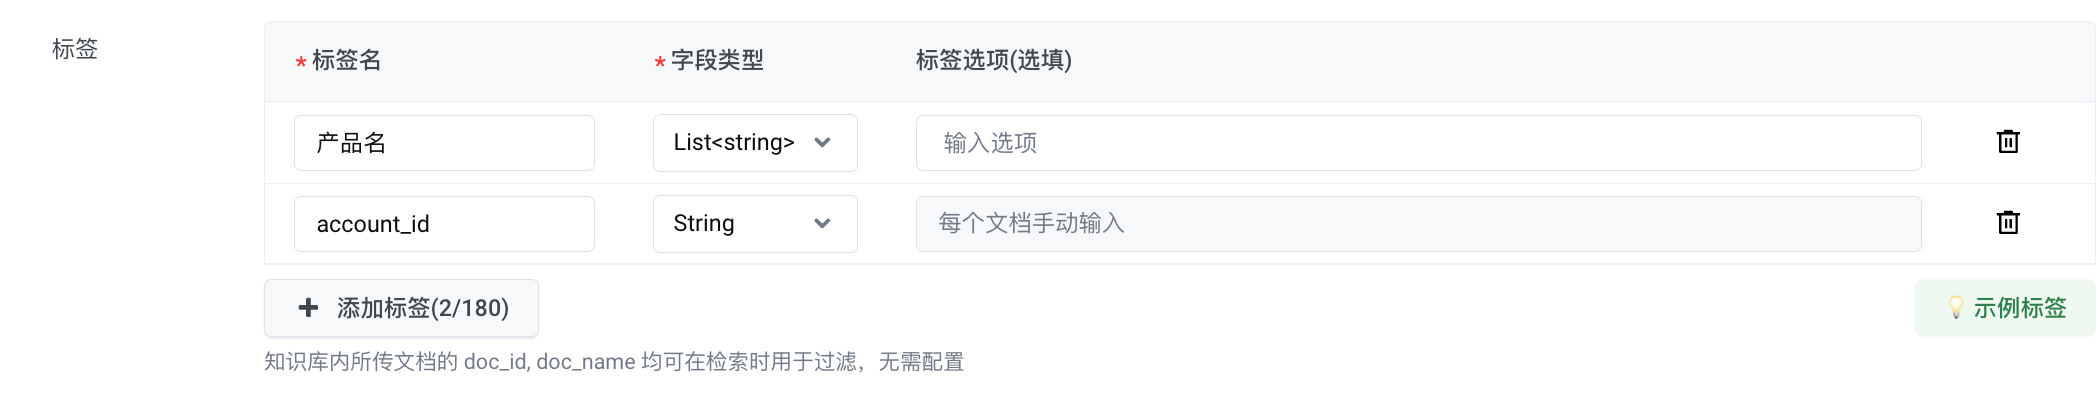 标签
* 标签名 * 字段类型 标签选项(选填)
产品名 List<string> 输入选项
account_id String 每个文档手动输入
+ 添加标签(2/180) 示例标签
知识库内所传文档的 doc_id, doc_name 均可在检索时用于过滤，无需配置